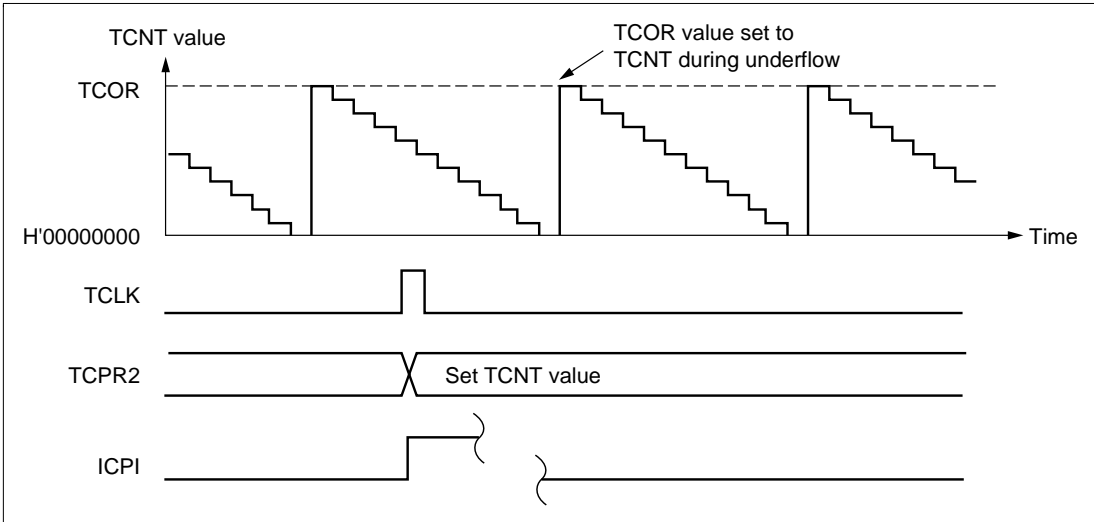 TCNT value
TCOR value set to
TCNT during underflow
TCOR
H'00000000
Time
TCLK
TCPR2
Set TCNT value
ICPI